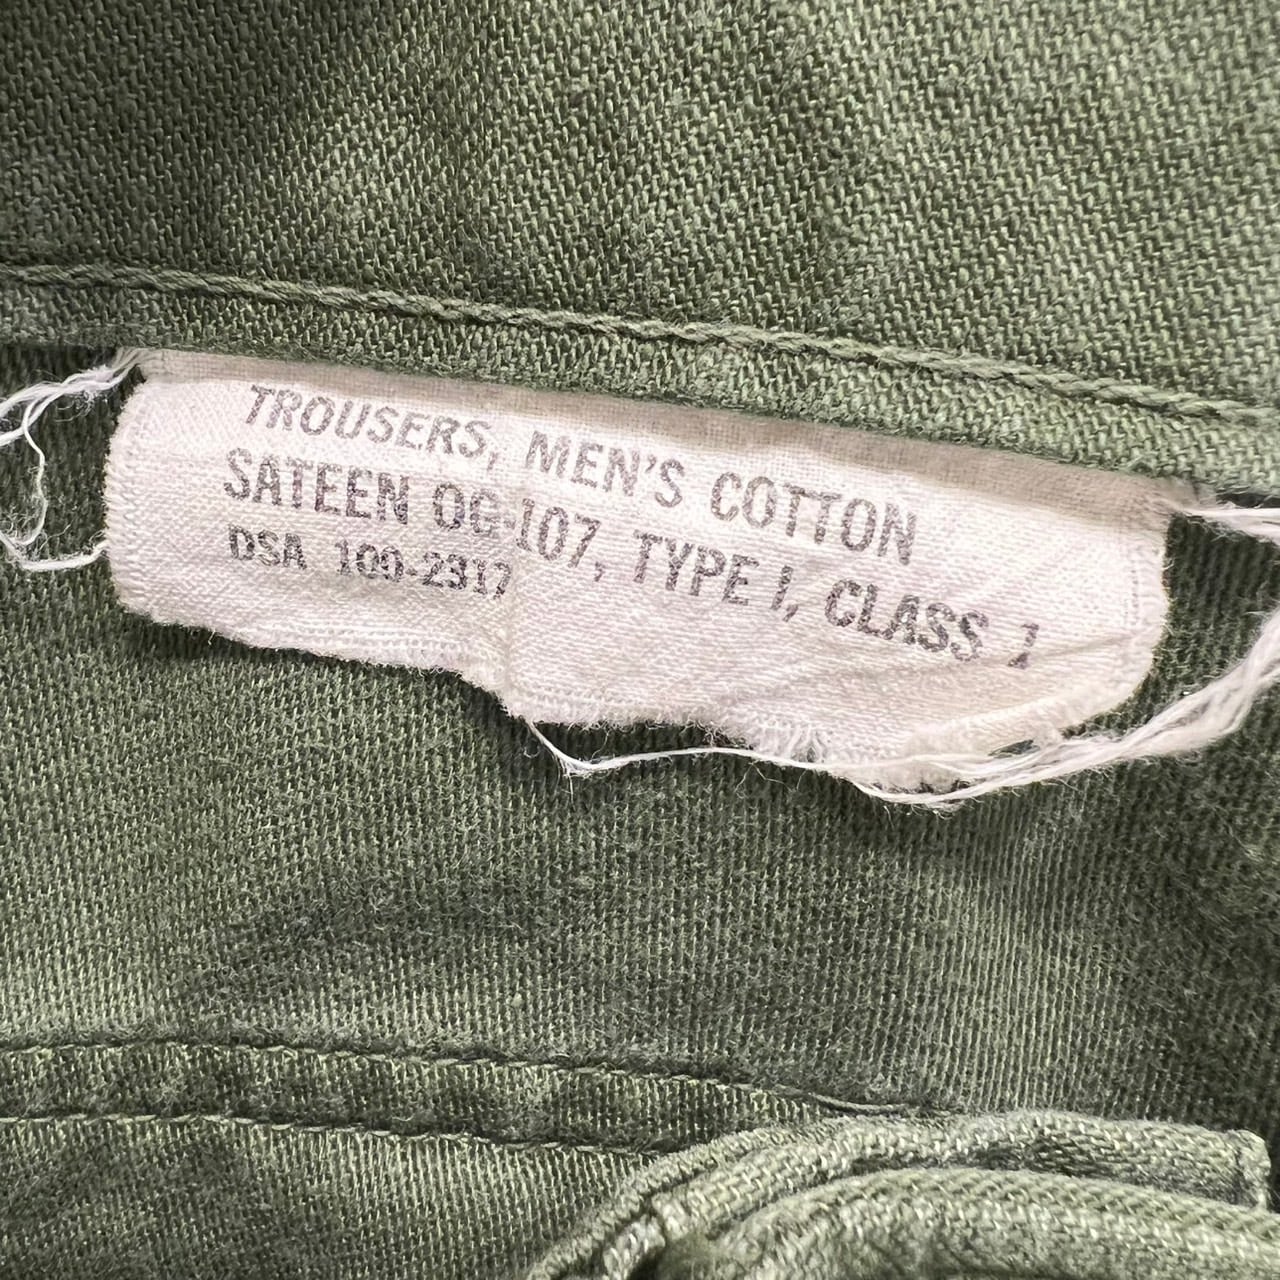 TROUSERS, MEN'S COTTON
SATEEN OG-107, TYPE I, CLASS 1
DSA 100-2317